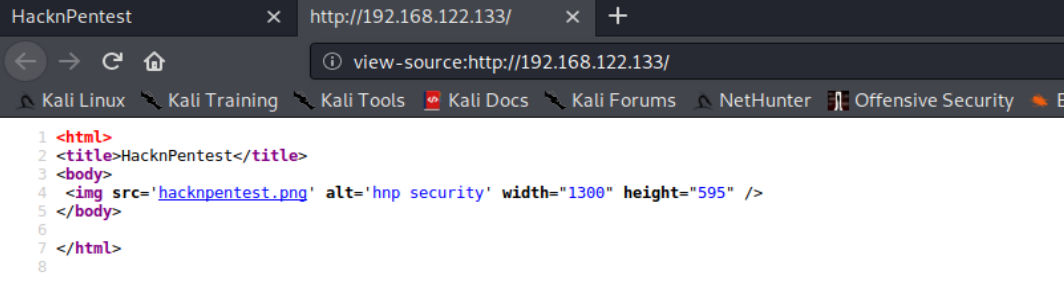 HacknPentest × http://192.168.122.133/ × +
view-source:http://192.168.122.133/
Kali Linux Kali Training Kali Tools Kali Docs Kali Forums NetHunter Offensive Security E
1 <html>
2 <title>HacknPentest</title>
3 <body>
4 <img src='hacknpentest.png' alt='hnp security' width="1300" height="595" />
5 </body>
6
7 </html>
8